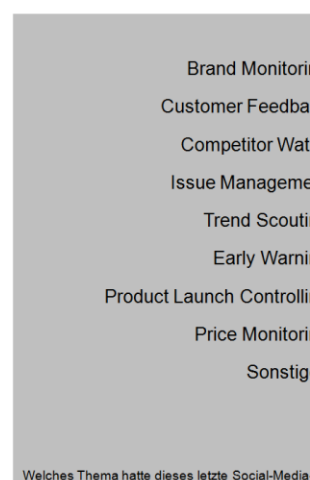 Brand Monitorin
Customer Feedba
Competitor Wat
Issue Manageme
Trend Scouti
Early Warni
Product Launch Controlli
Price Monitori
Sonstig
Welches Thema hatte dieses letzte Social-Media